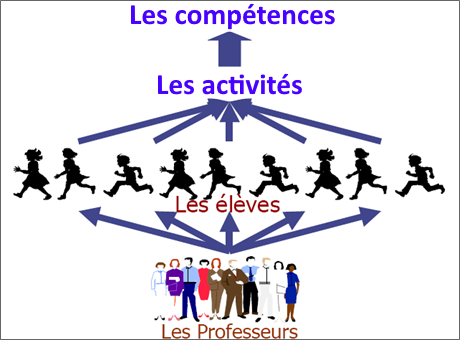 Les compétences
Les activités
Les élèves
Les Professeurs